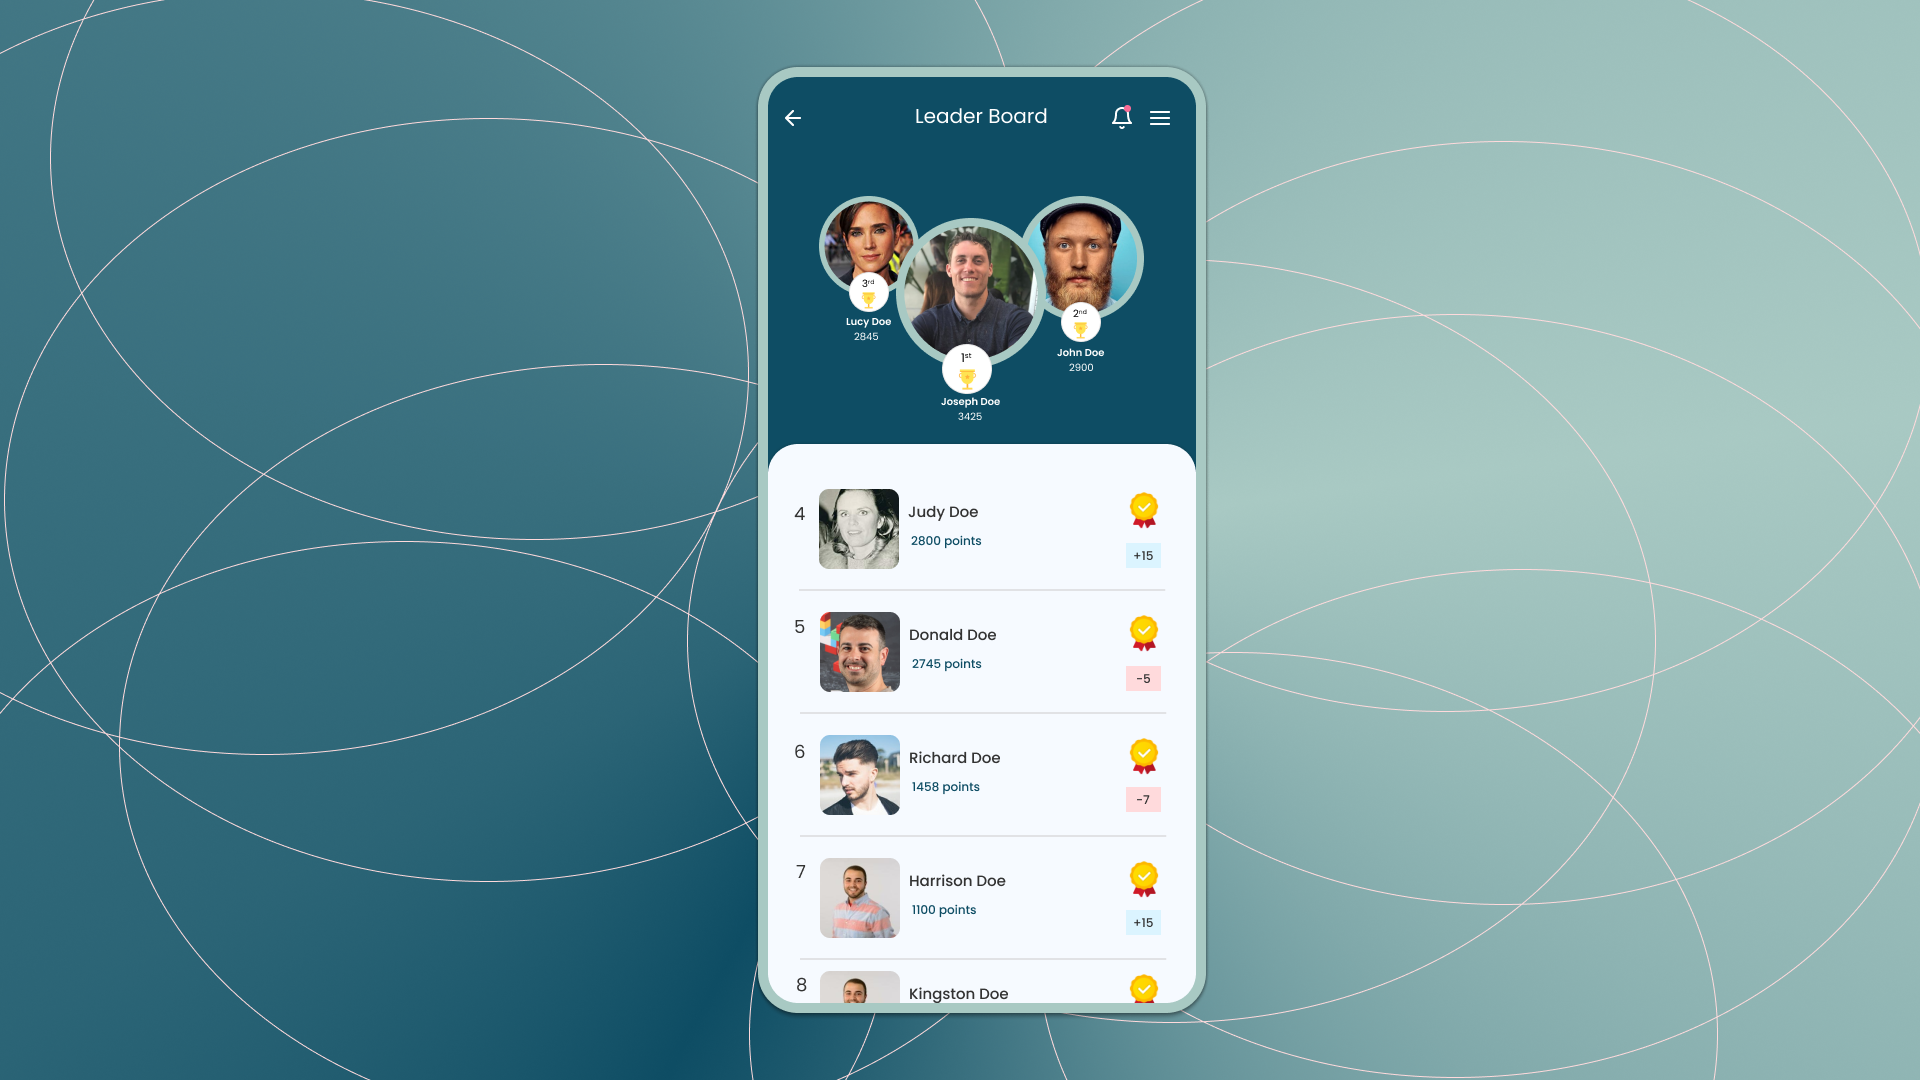 Leader Board
3rd
Lucy Doe
2845
1st
Joseph Doe
3425
2nd
John Doe
2900
4
Judy Doe
2800 points
+15
5
Donald Doe
2745 points
-5
6
Richard Doe
1458 points
-7
7
Harrison Doe
1100 points
+15
8
Kingston Doe